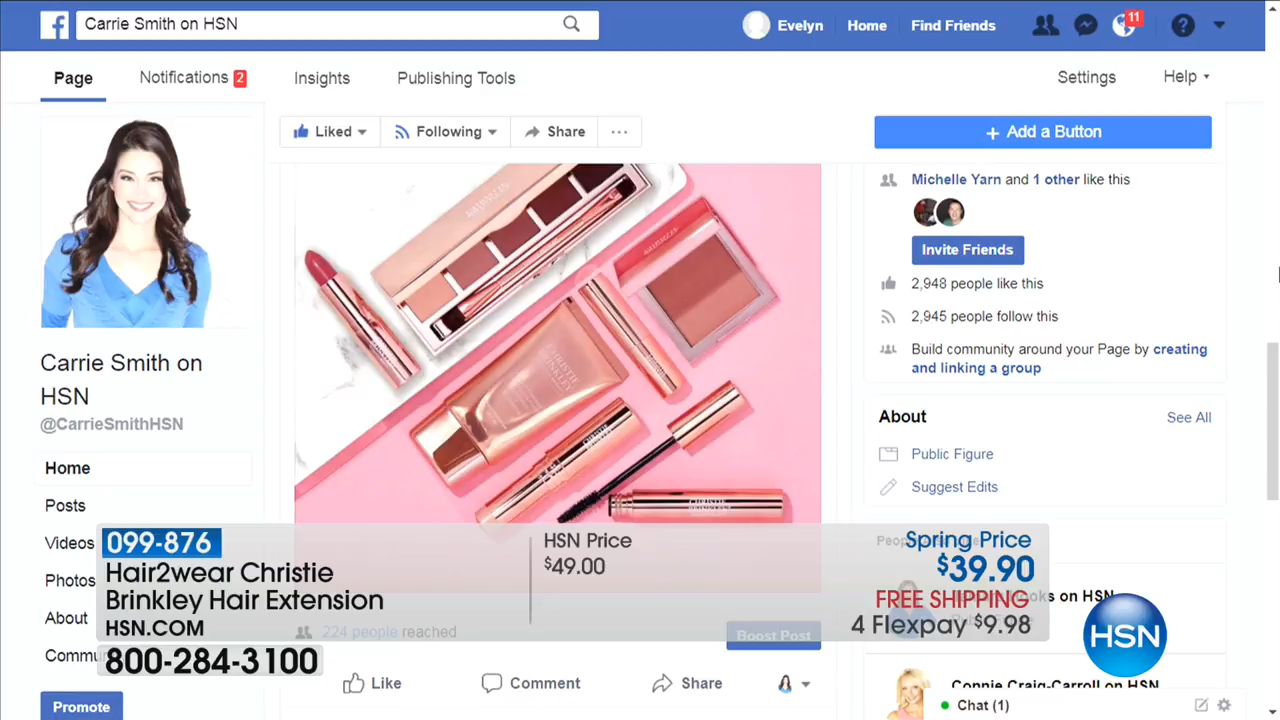 Carrie Smith on HSN
Evelyn
Home
Find Friends
11
Page
Notifications 2
Insights
Publishing Tools
Settings
Help
Liked
Following
Share
+ Add a Button
Michelle Yarn and 1 other like this
Invite Friends
2,948 people like this
2,945 people follow this
Build community around your Page by creating
and linking a group
Carrie Smith on
HSN
@CarrieSmithHSN
About
See All
Public Figure
Suggest Edits
Home
Posts
Videos
Photos
About
Promote
CHRISTIE
BRINKLEY
099-876
Hair2wear Christie
Brinkley Hair Extension
HSN.COM
800-284-3100
HSN Price
$49.00
Spring Price
$39.90
FREE SHIPPING
4 Flexpay $9.98
HSN
on HSN
224 people reached
Boost Post
Like
Comment
Share
Connie Craig-Carroll on HSN
Chat (1)